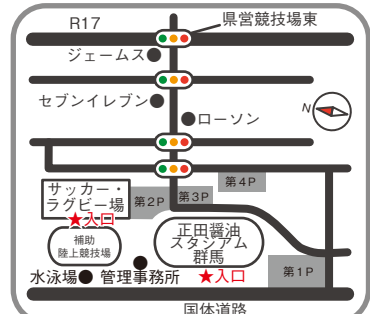 R17
県営競技場東
ジェームス
セブンイレブン
ローソン
N
第4P
サッカー・
ラグビー場
★入口
第2P
第3P
補助
陸上競技場
正田醤油
スタジアム
群馬
水泳場
管理事務所
★入口
第1P
国体道路